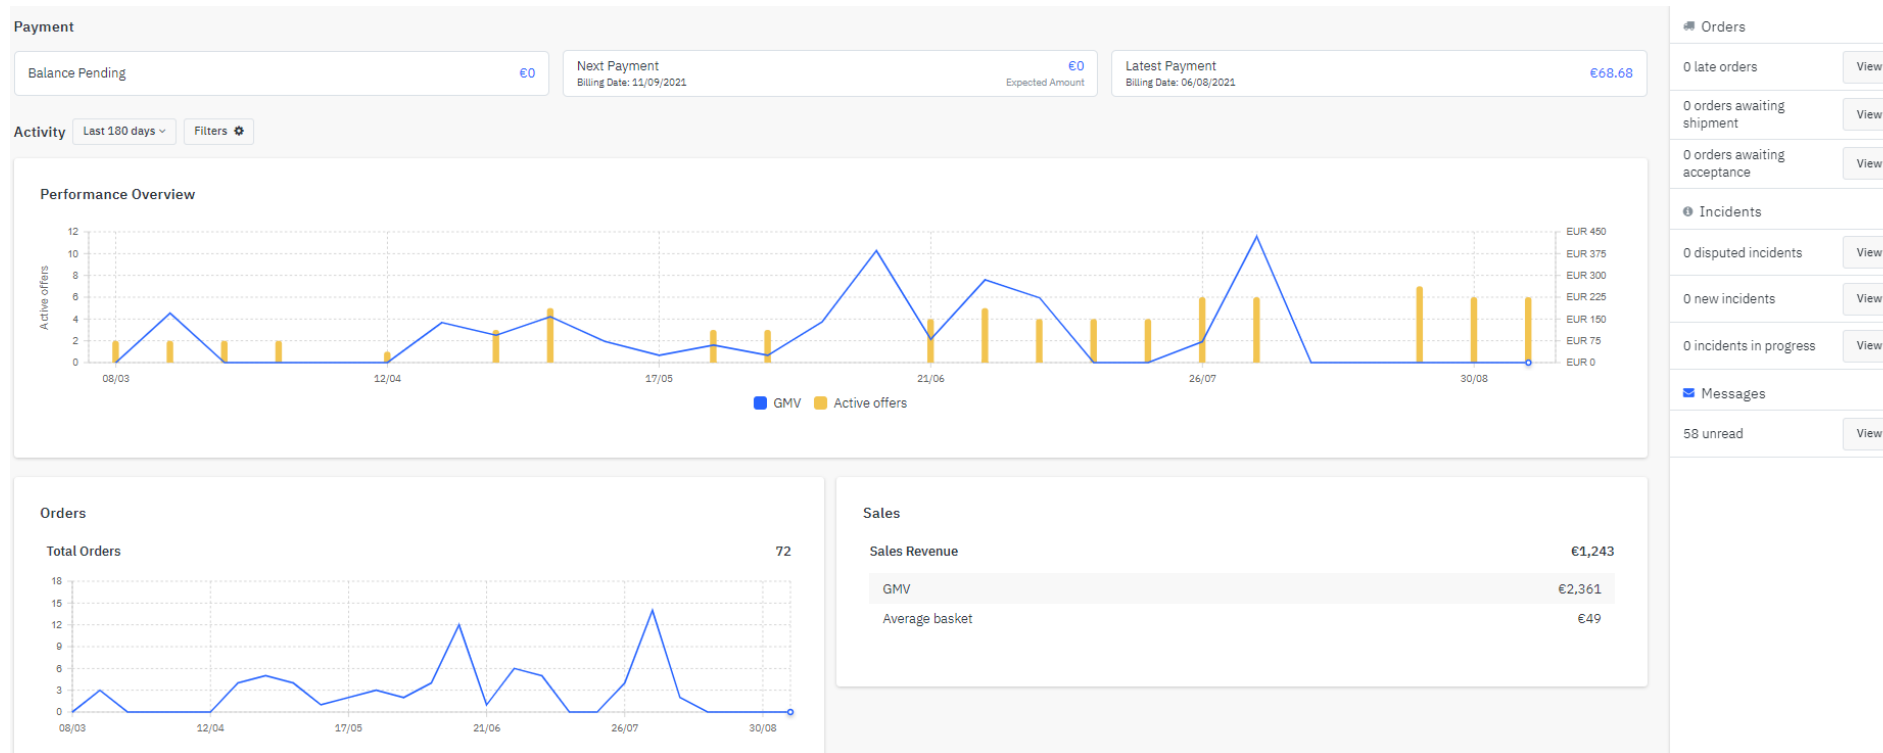 Payment
Balance Pending €0
Next Payment €0
Billing Date: 11/09/2021 Expected Amount
Latest Payment €68.68
Billing Date: 06/08/2021
Activity Last 180 days Filters
Performance Overview
Active offers
12
10
8
6
4
2
0
EUR 450
EUR 375
EUR 300
EUR 225
EUR 150
EUR 75
EUR 0
08/03 12/04 17/05 21/06 26/07 30/08
GMV Active offers
Orders
Total Orders 72
18
15
12
9
6
3
0
08/03 12/04 17/05 21/06 26/07 30/08
Sales
Sales Revenue €1,243
GMV €2,361
Average basket €49
Orders
0 late orders View
0 orders awaiting
shipment View
0 orders awaiting
acceptance View
Incidents
0 disputed incidents View
0 new incidents View
0 incidents in progress View
Messages
58 unread View